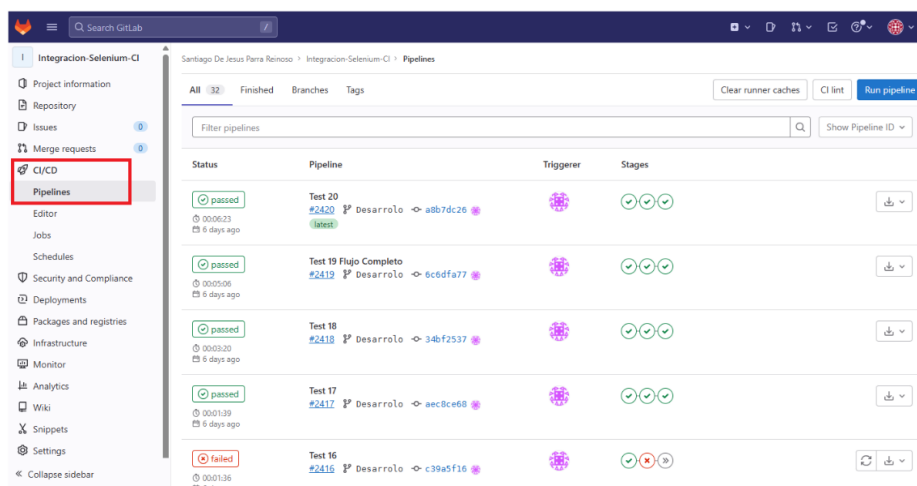 Search GitLab
/
I Integracion-Selenium-CI
Project information
Repository
Issues 0
Merge requests 0
CI/CD
Pipelines
Editor
Jobs
Schedules
Security and Compliance
Deployments
Packages and registries
Infrastructure
Monitor
Analytics
Wiki
Snippets
Settings
Collapse sidebar
Santiago De Jesus Parra Reinoso > Integracion-Selenium-CI > Pipelines
All 32 Finished Branches Tags
Clear runner caches CI lint Run pipeline
Filter pipelines
Show Pipeline ID
Status Pipeline Triggerer Stages
passed
00:06:23
6 days ago
Test 20
#2420 Desarrolo a8b7dc26
latest
passed
00:05:06
6 days ago
Test 19 Flujo Completo
#2419 Desarrolo 6c6dfa77
passed
00:03:20
6 days ago
Test 18
#2418 Desarrolo 34bf2537
passed
00:01:39
6 days ago
Test 17
#2417 Desarrolo aec8ce68
failed
00:01:36
Test 16
#2416 Desarrolo c39a5f16